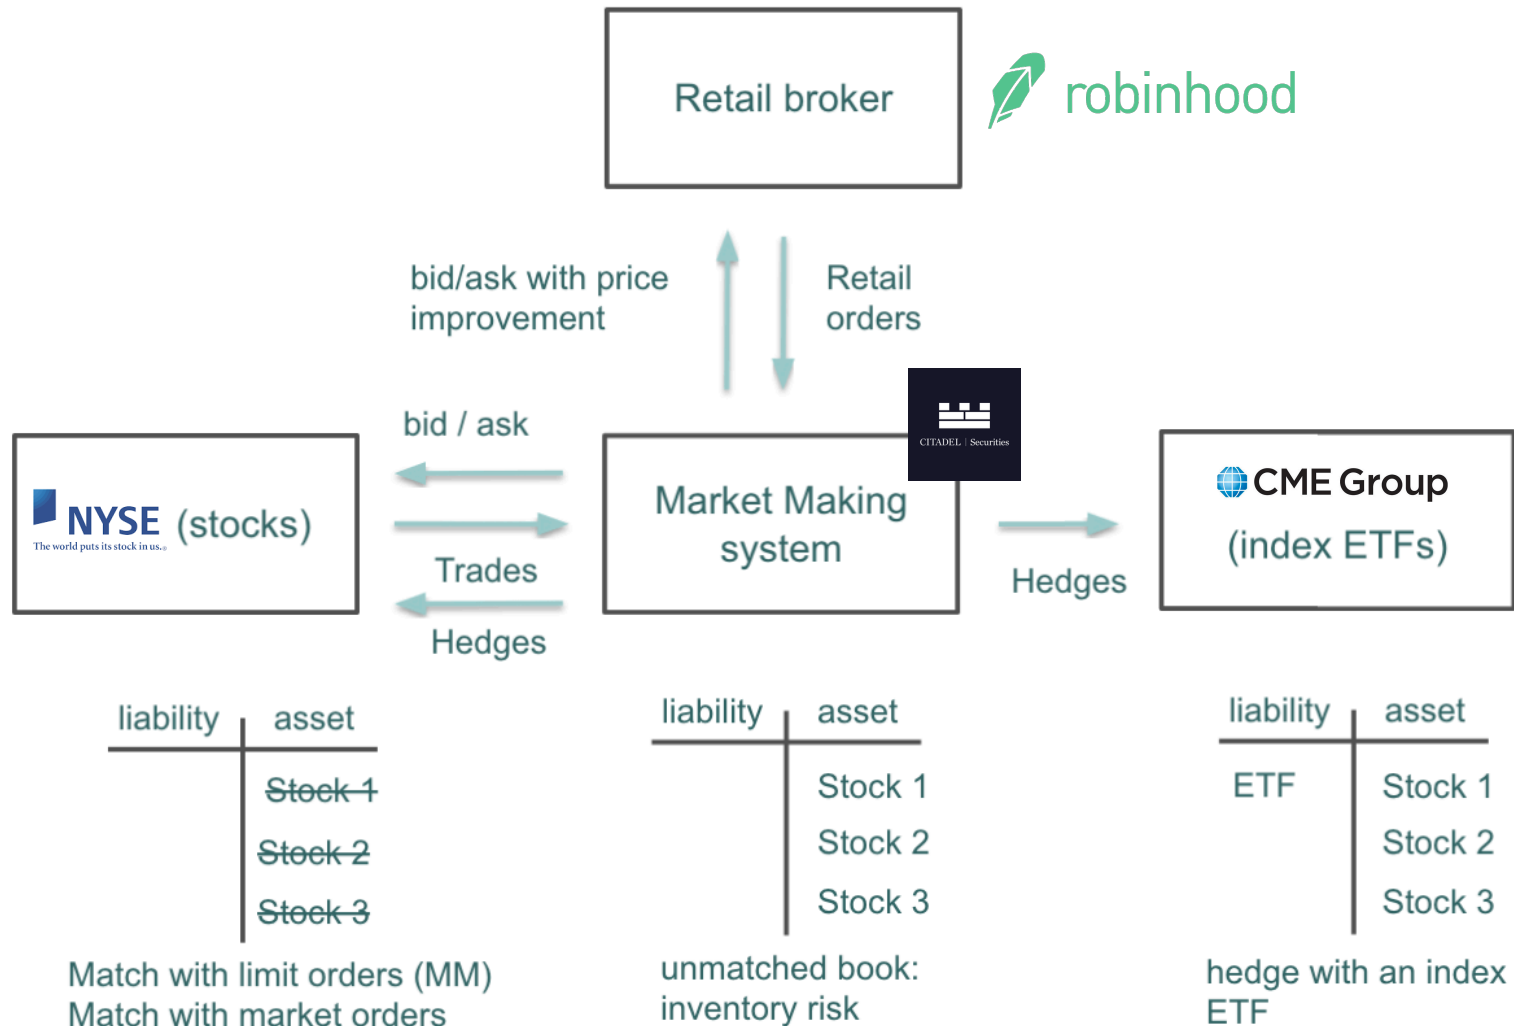 Retail broker
robinhood
bid/ask with price
improvement
Retail
orders
bid / ask
CITADEL | Securities
NYSE (stocks)
The world puts its stock in us.®
Trades
Hedges
Market Making
system
Hedges
CME Group
(index ETFs)
liability asset
Stock 1
Stock 2
Stock 3
Match with limit orders (MM)
Match with market orders
liability asset
Stock 1
Stock 2
Stock 3
unmatched book:
inventory risk
liability asset
ETF Stock 1
Stock 2
Stock 3
hedge with an index
ETF